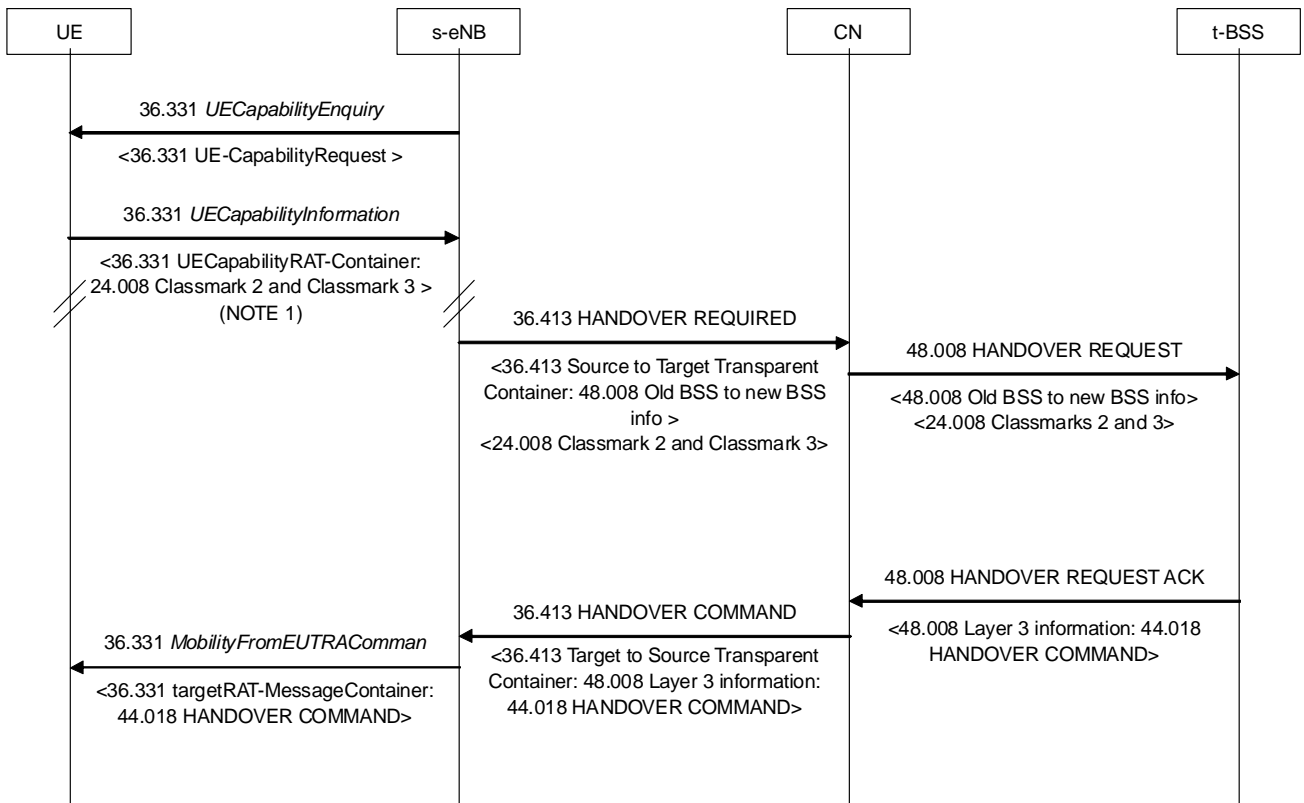 UE
s-eNB
CN
t-BSS
36.331 UECapabilityEnquiry
<36.331 UE-CapabilityRequest >
36.331 UECapabilityInformation
<36.331 UECapabilityRAT-Container:
24.008 Classmark 2 and Classmark 3 >
(NOTE 1)
36.413 HANDOVER REQUIRED
<36.413 Source to Target Transparent
Container: 48.008 Old BSS to new BSS
info >
<24.008 Classmark 2 and Classmark 3>
48.008 HANDOVER REQUEST
<48.008 Old BSS to new BSS info>
<24.008 Classmarks 2 and 3>
48.008 HANDOVER REQUEST ACK
<48.008 Layer 3 information: 44.018
HANDOVER COMMAND>
36.413 HANDOVER COMMAND
<36.413 Target to Source Transparent
Container: 48.008 Layer 3 information:
44.018 HANDOVER COMMAND>
36.331 MobilityFromEUTRAComman
<36.331 targetRAT-MessageContainer:
44.018 HANDOVER COMMAND>